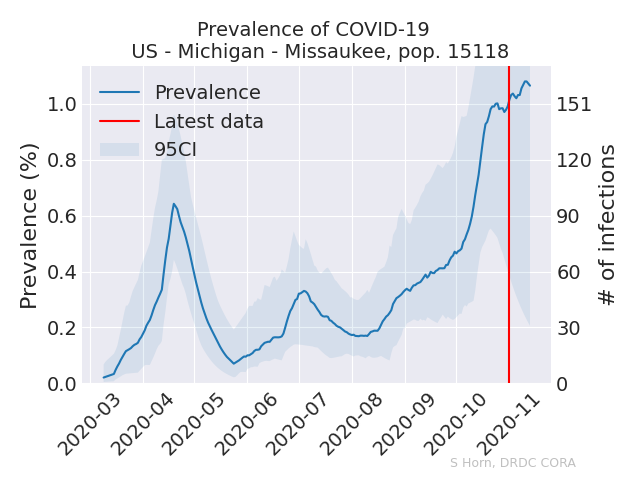 Prevalence of COVID-19
US - Michigan - Missaukee, pop. 15118
Prevalence
Latest data
95CI
Prevalence (%)
1.0
0.8
0.6
0.4
0.2
0.0
151
120
90
60
30
0
# of infections
2020-03
2020-04
2020-05
2020-06
2020-07
2020-08
2020-09
2020-10
2020-11
S Horn, DRDC CORA